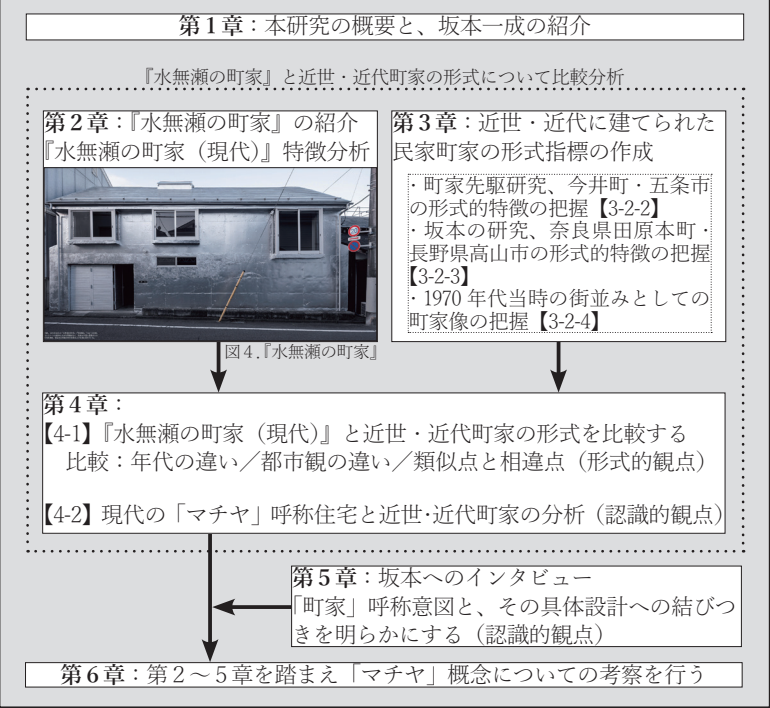 第1章：本研究の概要と、坂本一成の紹介
『水無瀬の町家』と近世・近代町家の形式について比較分析
第2章：『水無瀬の町家』の紹介
『水無瀬の町家（現代）』特徴分析
図４.『水無瀬の町家』
第3章：近世・近代に建てられた
民家町家の形式指標の作成
・町家先駆研究、今井町・五条市
の形式的特徴の把握【3-2-2】
・坂本の研究、奈良県田原本町・
長野県高山市の形式的特徴の把握
【3-2-3】
・1970 年代当時の街並みとしての
町家像の把握【3-2-4】
第4章：
【4-1】『水無瀬の町家（現代）』と近世・近代町家の形式を比較する
比較：年代の違い／都市観の違い／類似点と相違点（形式的観点）
【4-2】現代の「マチヤ」呼称住宅と近世・近代町家の分析（認識的観点）
第5章：坂本へのインタビュー
「町家」呼称意図と、その具体設計への結びつ
きを明らかにする（認識的観点）
第6章：第２～５章を踏まえ「マチヤ」概念についての考察を行う